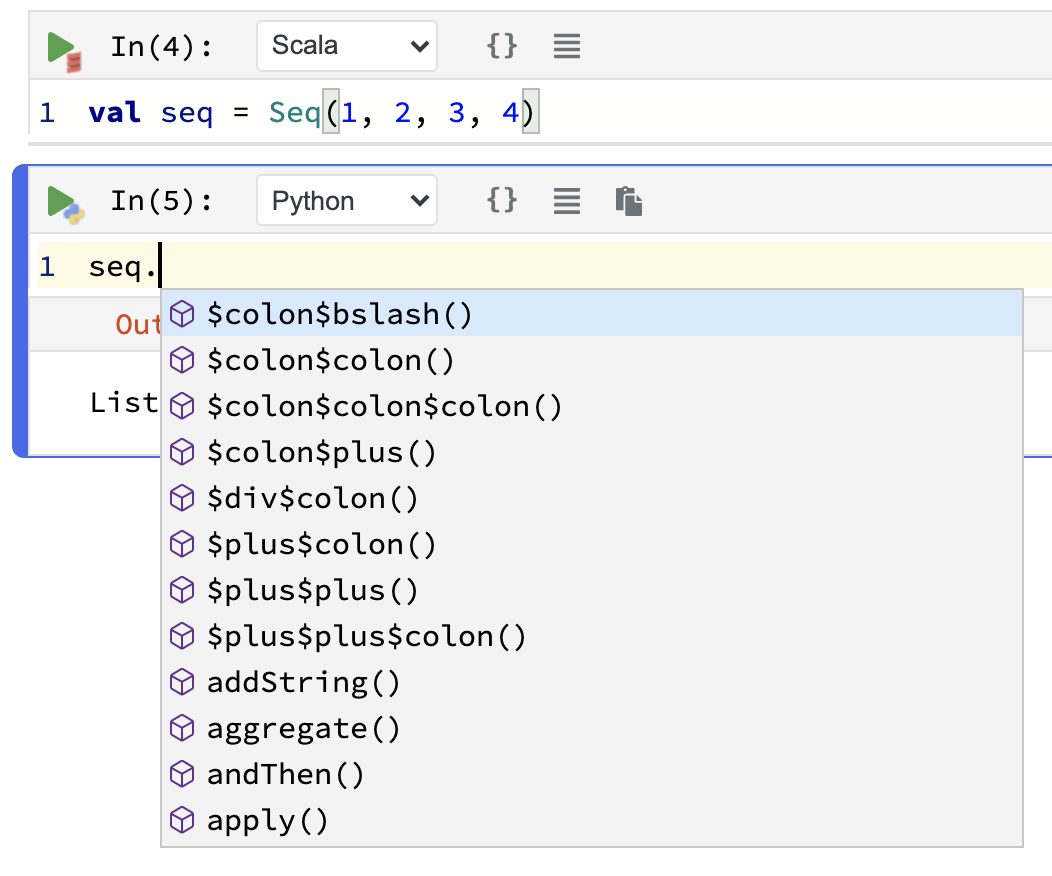 In(4): Scala {}
1 val seq = Seq(1, 2, 3, 4)
In(5): Python {}
1 seq.
Out
List
$colon$bslash()
$colon$colon()
$colon$colon$colon()
$colon$plus()
$div$colon()
$plus$colon()
$plus$plus()
$plus$plus$colon()
addString()
aggregate()
andThen()
apply()